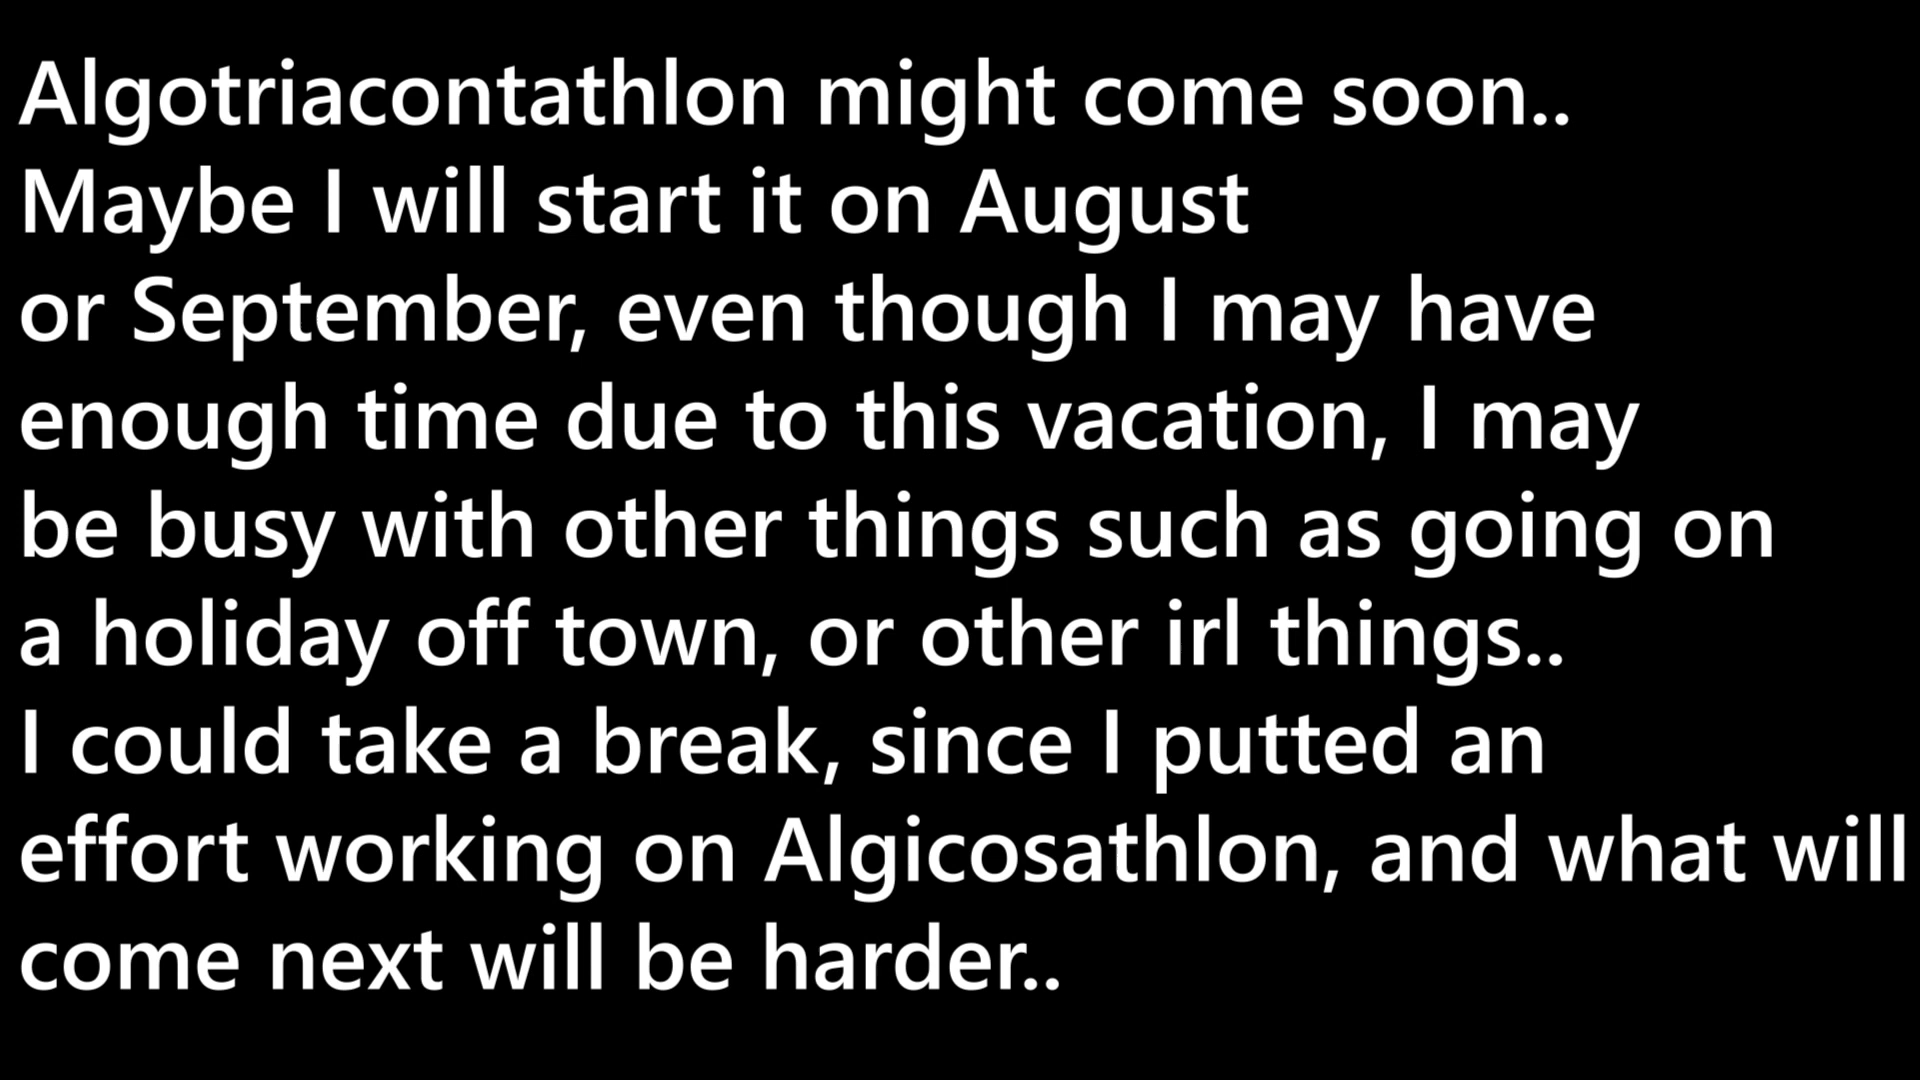 Algotriacontathlon might come soon..
Maybe I will start it on August
or September, even though I may have
enough time due to this vacation, I may
be busy with other things such as going on
a holiday off town, or other irl things..
I could take a break, since I putted an
effort working on Algicosathlon, and what will
come next will be harder..